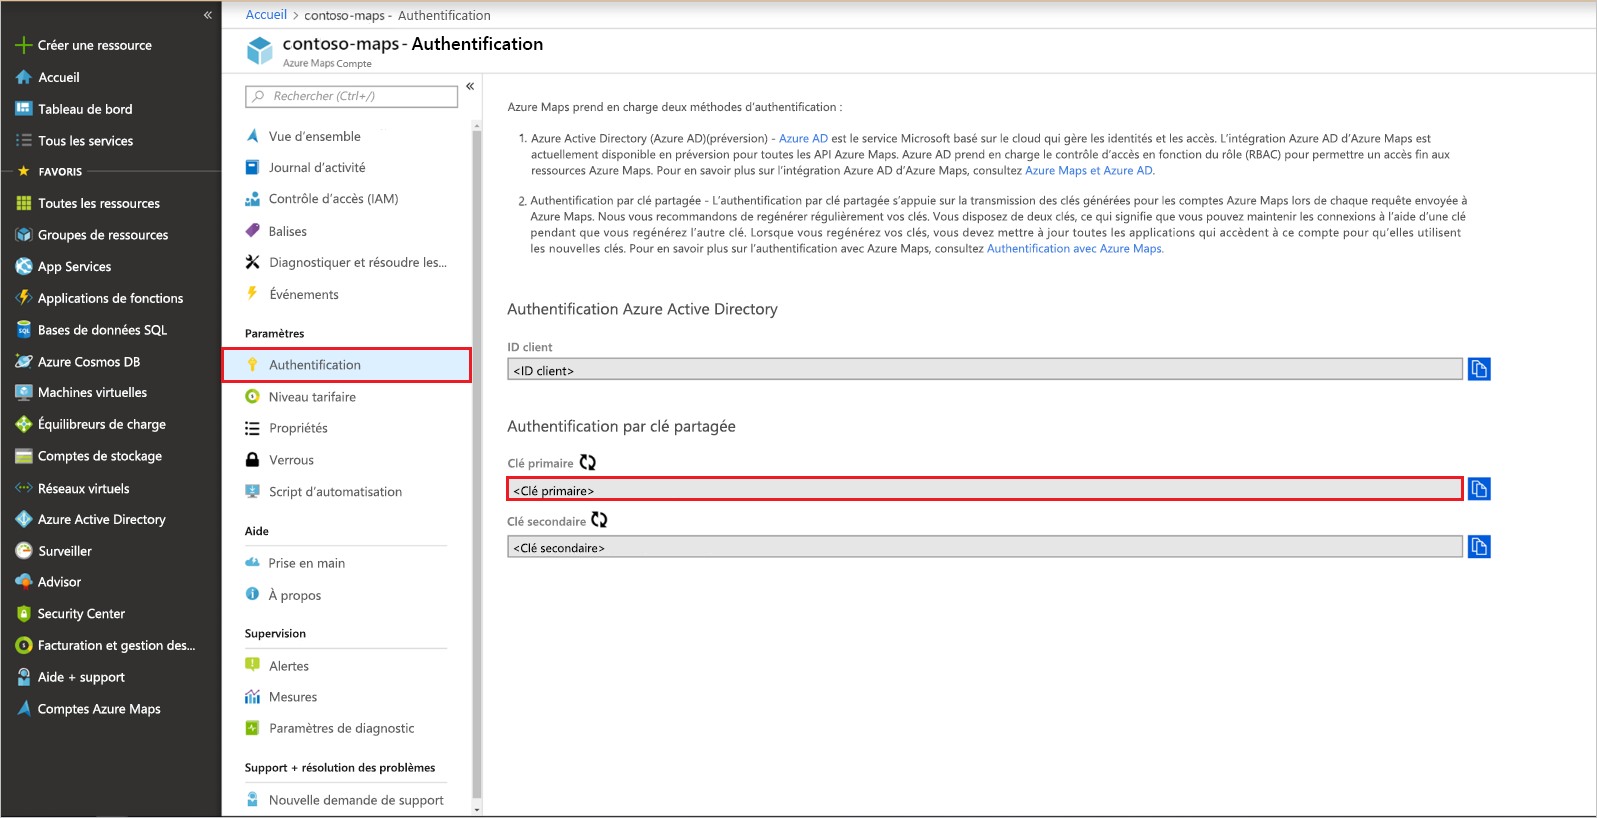 «
Créer une ressource
Accueil
Tableau de bord
Tous les services
FAVORIS
Toutes les ressources
Groupes de ressources
App Services
Applications de fonctions
Bases de données SQL
Azure Cosmos DB
Machines virtuelles
Équilibreurs de charge
Comptes de stockage
Réseaux virtuels
Azure Active Directory
Surveiller
Advisor
Security Center
Facturation et gestion des...
Aide + support
Comptes Azure Maps
Accueil > contoso-maps - Authentification
contoso-maps - Authentification
Azure Maps Compte
Rechercher (Ctrl+/)
«
Vue d'ensemble
Journal d'activité
Contrôle d'accès (IAM)
Balises
Diagnostiquer et résoudre les...
Événements
Paramètres
Authentification
Niveau tarifaire
Propriétés
Verrous
Script d'automatisation
Aide
Prise en main
À propos
Supervision
Alertes
Mesures
Paramètres de diagnostic
Support + résolution des problèmes
Nouvelle demande de support
Azure Maps prend en charge deux méthodes d'authentification :
1. Azure Active Directory (Azure AD)(préversion) - Azure AD est le service Microsoft basé sur le cloud qui gère les identités et les accès. L'intégration Azure AD d'Azure Maps est
actuellement disponible en préversion pour toutes les API Azure Maps. Azure AD prend en charge le contrôle d'accès en fonction du rôle (RBAC) pour permettre un accès fin aux
ressources Azure Maps. Pour en savoir plus sur l'intégration Azure AD d'Azure Maps, consultez Azure Maps et Azure AD.
2. Authentification par clé partagée - L'authentification par clé partagée s'appuie sur la transmission des clés générées pour les comptes Azure Maps lors de chaque requête envoyée à
Azure Maps. Nous vous recommandons de regénérer régulièrement vos clés. Vous disposez de deux clés, ce qui signifie que vous pouvez maintenir les connexions à l'aide d'une clé
pendant que vous regénérez l'autre clé. Lorsque vous regénérez vos clés, vous devez mettre à jour toutes les applications qui accèdent à ce compte pour qu'elles utilisent
les nouvelles clés. Pour en savoir plus sur l'authentification avec Azure Maps, consultez Authentification avec Azure Maps.
Authentification Azure Active Directory
ID client
<ID client>
Authentification par clé partagée
Clé primaire
<Clé primaire>
Clé secondaire
<Clé secondaire>